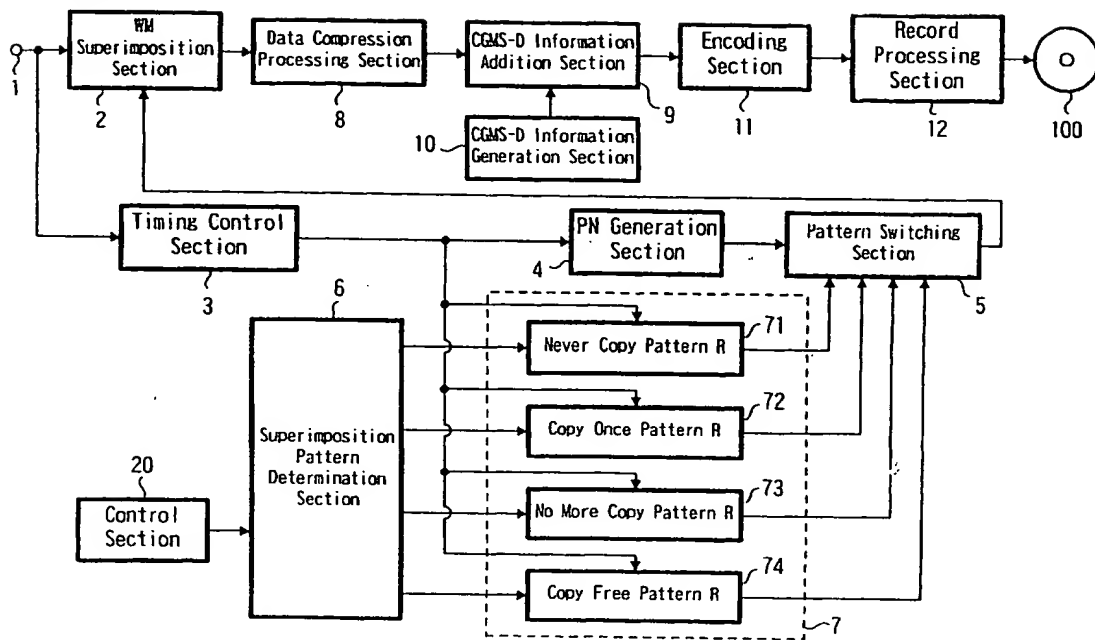 WM
Superimposition
Section
Data Compression
Processing Section
CGMS-D Information
Addition Section
Encoding
Section
Record
Processing
Section
1
2
8
9
11
12
100
10
CGMS-D Information
Generation Section
Timing Control
Section
3
PN Generation
Section
4
Pattern Switching
Section
5
6
Superimposition
Pattern
Determination
Section
71
Never Copy Pattern R
72
Copy Once Pattern R
73
No More Copy Pattern R
74
Copy Free Pattern R
7
20
Control
Section